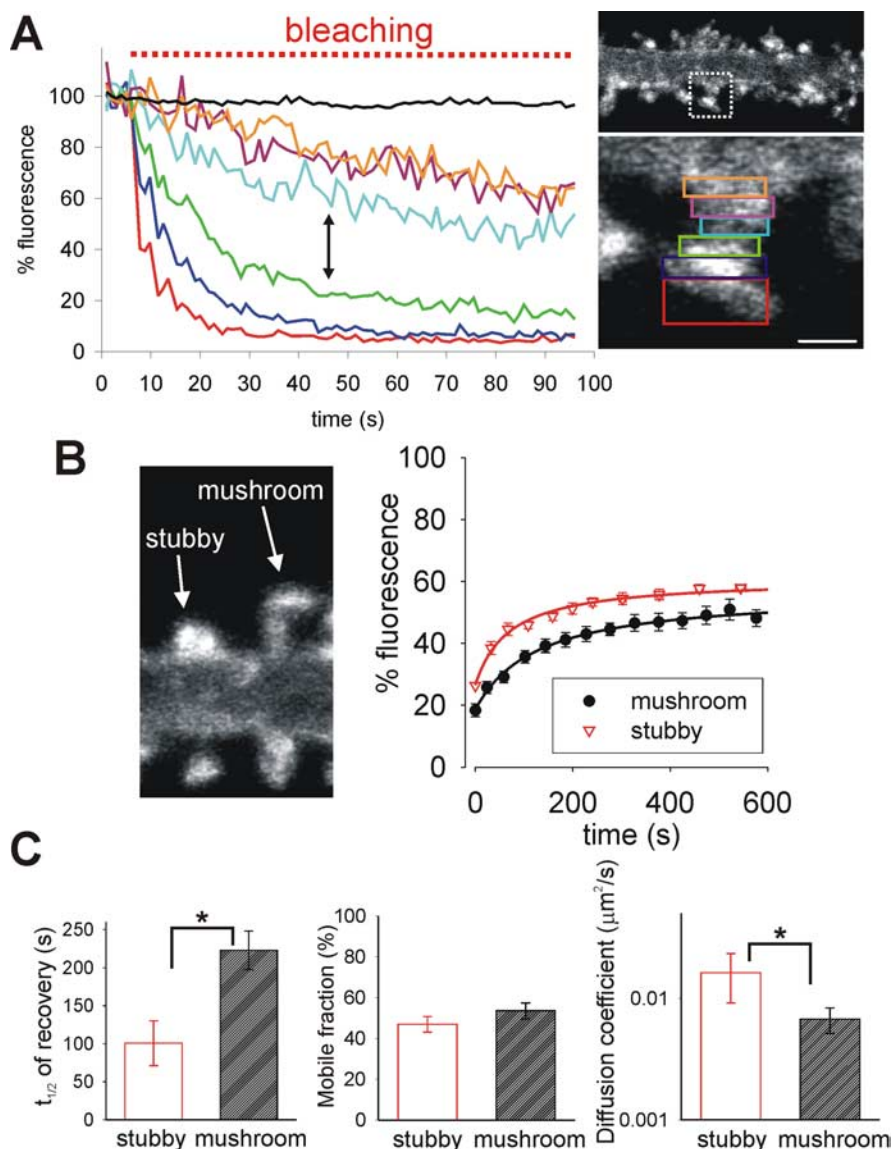 A
bleaching
% fluorescence
100
80
60
40
20
0
0 10 20 30 40 50 60 70 80 90 100
time (s)
B
stubby
mushroom
% fluorescence
100
80
60
40
20
0
mushroom
stubby
0 200 400 600
time (s)
C
t1/2 of recovery (s)
250
200
150
100
50
0
*
stubby mushroom
Mobile fraction (%)
100
80
60
40
20
0
stubby mushroom
Diffusion coefficient (μm²/s)
0.01
0.001
*
stubby mushroom